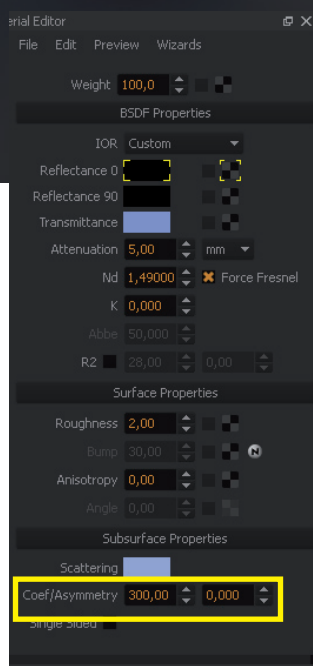 erial Editor
File Edit Preview Wizards
Weight 100,0
BSDF Properties
IOR Custom
Reflectance 0
Reflectance 90
Transmittance
Attenuation 5,00 mm
Nd 1,49000 Force Fresnel
K 0,000
Abbe 50,000
R2 28,00 0,00
Surface Properties
Roughness 2,00
Bump 30,00 N
Anisotropy 0,00
Angle 0,00
Subsurface Properties
Scattering
Coef/Asymmetry 300,00 0,000
Single Sided